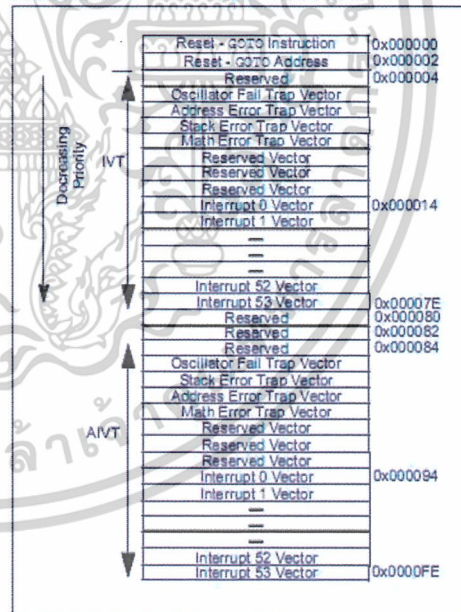 Reset - GOTO Instruction 0x000000
Reset - GOTO Address 0x000002
Reserved 0x000004
Oscillator Fail Trap Vector
Address Error Trap Vector
Stack Error Trap Vector
Math Error Trap Vector
Reserved Vector
Reserved Vector
Reserved Vector
Interrupt 0 Vector 0x000014
Interrupt 1 Vector
—
—
—
Interrupt 52 Vector
Interrupt 53 Vector 0x00007E
Reserved 0x000080
Reserved 0x000082
Reserved 0x000084
Oscillator Fail Trap Vector
Stack Error Trap Vector
Address Error Trap Vector
Math Error Trap Vector
Reserved Vector
Reserved Vector
Reserved Vector
Interrupt 0 Vector 0x000094
Interrupt 1 Vector
—
—
—
Interrupt 52 Vector
Interrupt 53 Vector 0x0000FE
Decreasing
Priority
IVT
AIVT